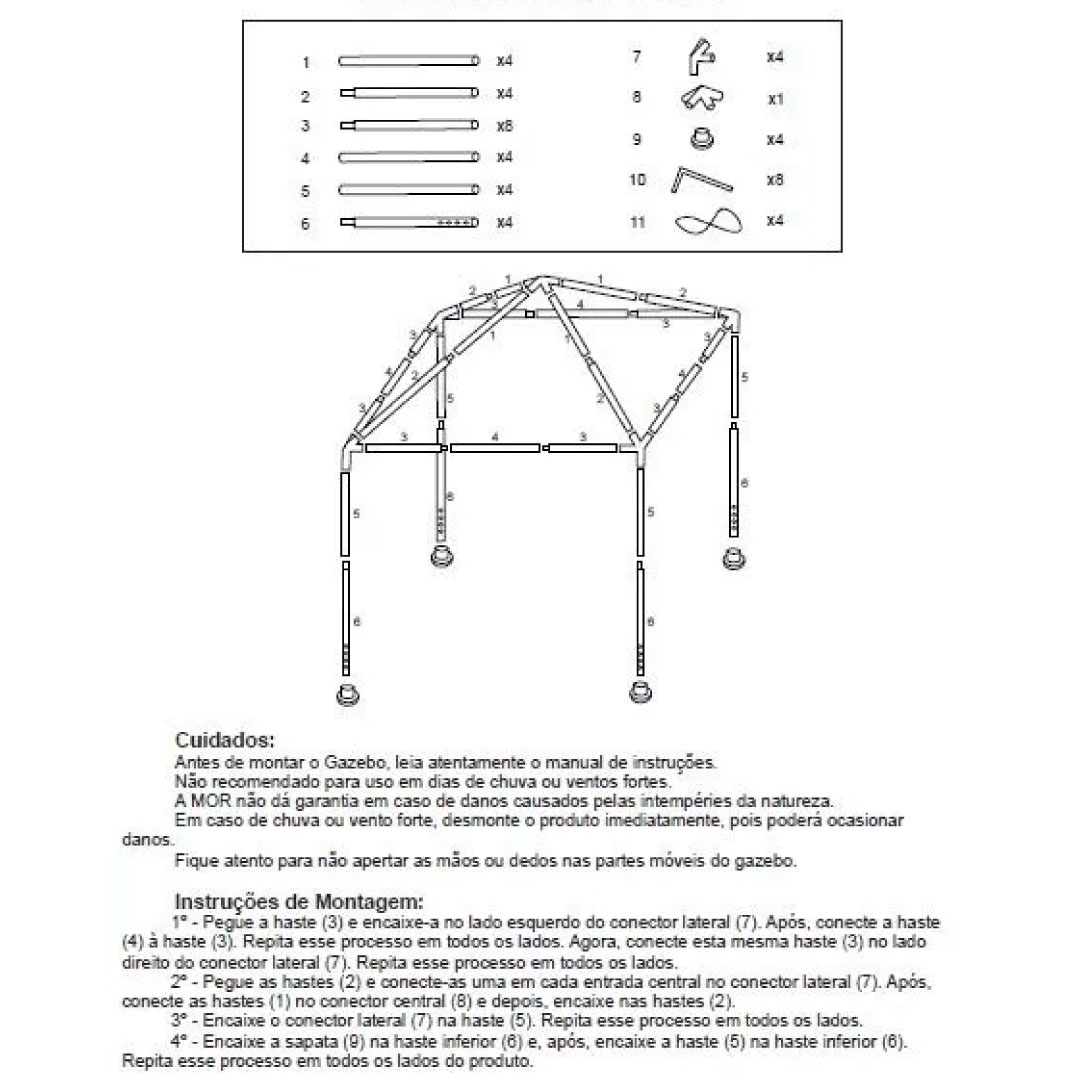 1 x4 7 x4
2 x4 8 x1
3 x8 9 x4
4 x4 10 x8
5 x4 11 x4
6 x4
1 1
2 2
3 4 3
3 1 1 3
4 2 4 5
3 5 2 3
3 4 3
6 6
5 5
6 6
Cuidados:
Antes de montar o Gazebo, leia atentamente o manual de instruções.
Não recomendado para uso em dias de chuva ou ventos fortes.
A MOR não dá garantia em caso de danos causados pelas intempéries da natureza.
Em caso de chuva ou vento forte, desmonte o produto imediatamente, pois poderá ocasionar
danos.
Fique atento para não apertar as mãos ou dedos nas partes móveis do gazebo.
Instruções de Montagem:
1º - Pegue a haste (3) e encaixe-a no lado esquerdo do conector lateral (7). Após, conecte a haste
(4) à haste (3). Repita esse processo em todos os lados. Agora, conecte esta mesma haste (3) no lado
direito do conector lateral (7). Repita esse processo em todos os lados.
2º - Pegue as hastes (2) e conecte-as uma em cada entrada central no conector lateral (7). Após,
conecte as hastes (1) no conector central (8) e depois, encaixe nas hastes (2).
3º - Encaixe o conector lateral (7) na haste (5). Repita esse processo em todos os lados.
4º - Encaixe a sapata (9) na haste inferior (6) e, após, encaixe a haste (5) na haste inferior (6).
Repita esse processo em todos os lados do produto.